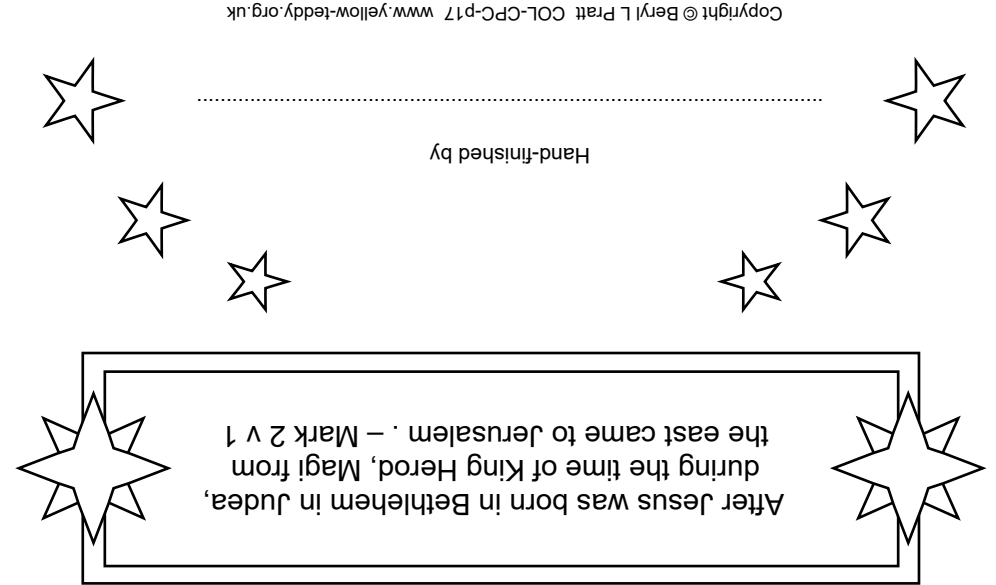 After Jesus was born in Bethlehem in Judea,
during the time of King Herod, Magi from
the east came to Jerusalem . – Mark 2 v 1
Hand-finished by
Copyright © Beryl L Pratt COL-CPC-p17 www.yellow-teddy.org.uk